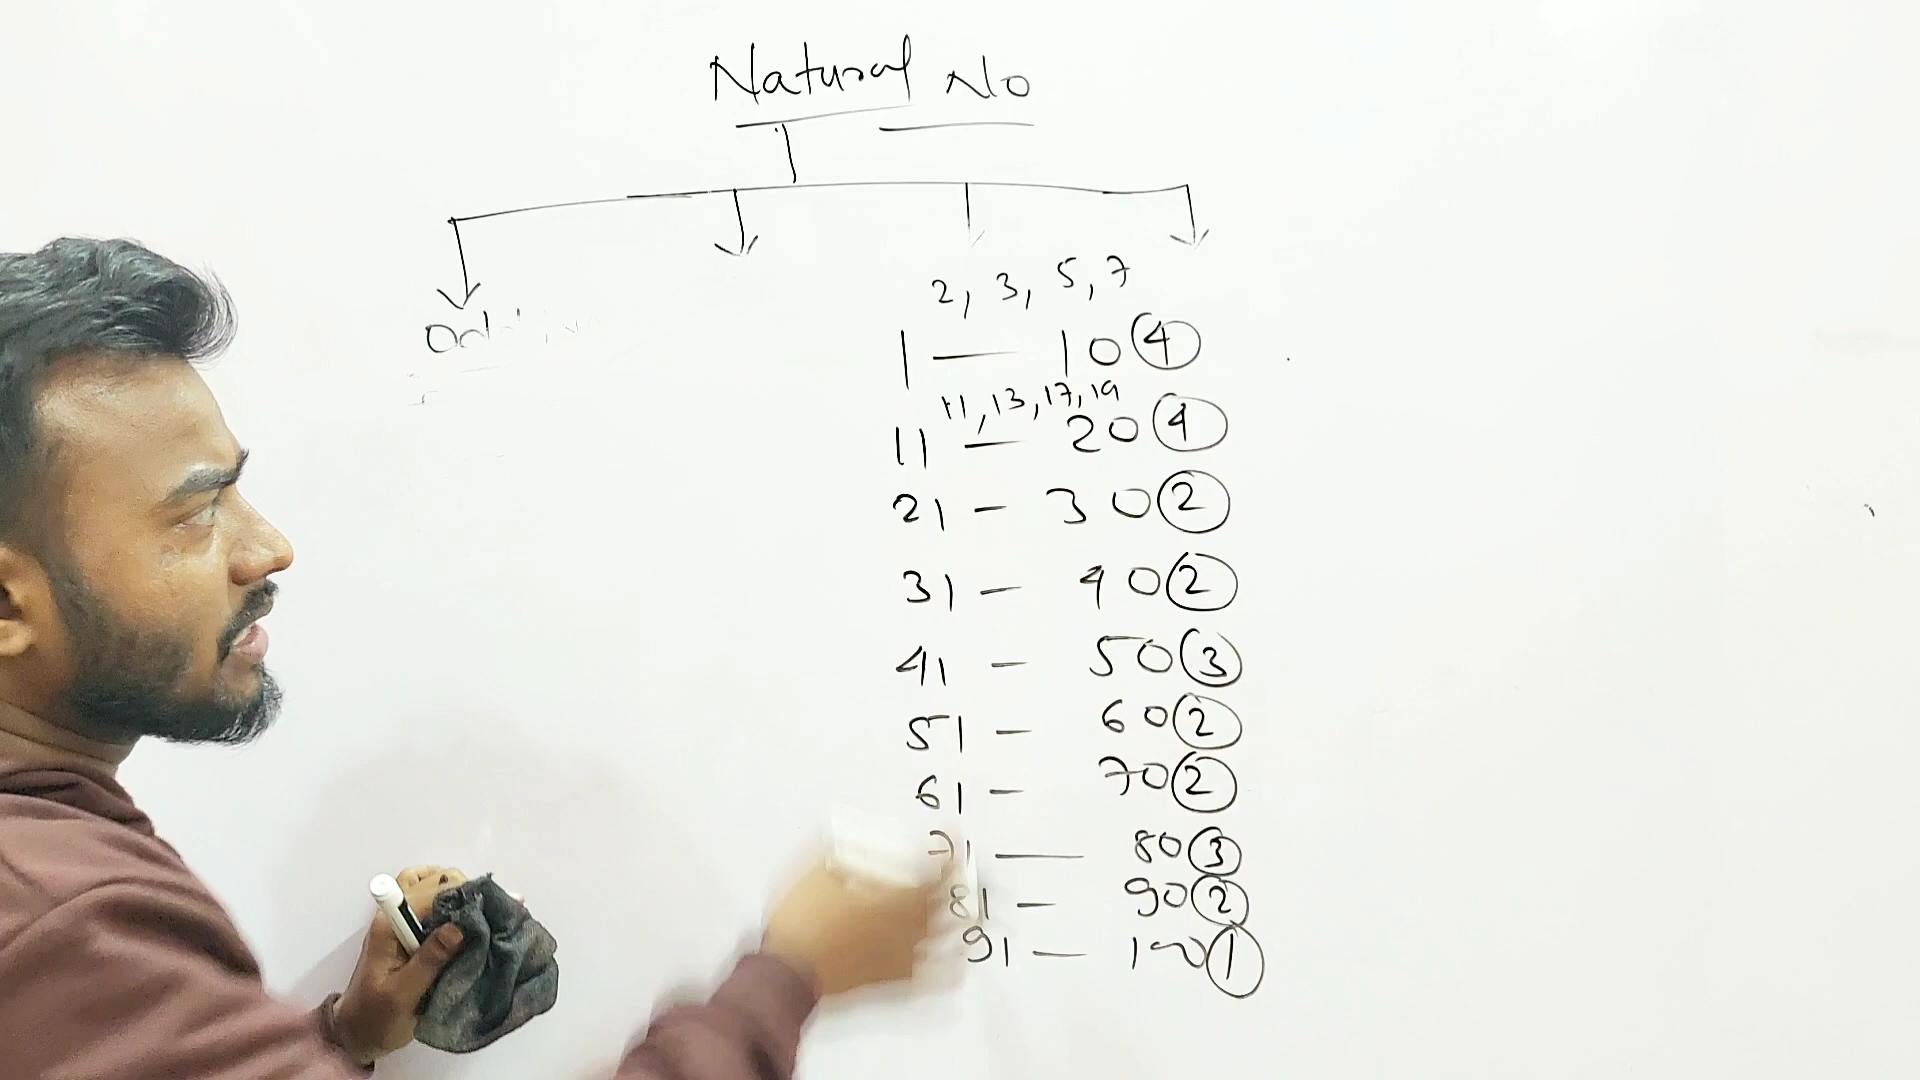 Natural No
2, 3, 5, 7
1 — 10 4
11, 13, 17, 19
11 — 20 4
21 - 30 2
31 - 40 2
41 - 50 3
51 - 60 2
61 - 70 2
71 — 80 3
81 - 90 2
91 - 100 1